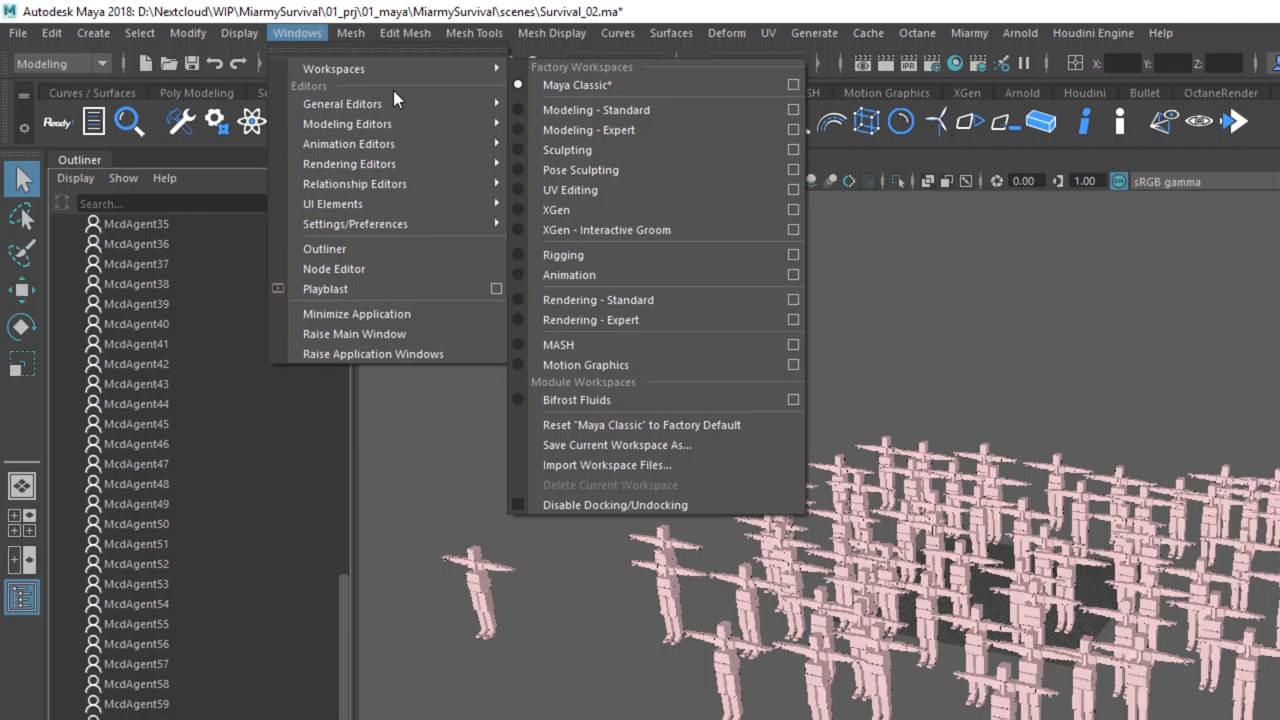 Autodesk Maya 2018: D:\Nextcloud\WIP\MiarmySurvival\01_prj\01_maya\MiarmySurvival\scenes\Survival_02.ma*
File Edit Create Select Modify Display Windows Mesh Edit Mesh Mesh Tools Mesh Display Curves Surfaces Deform UV Generate Cache Octane Miarmy Arnold Houdini Engine Help
Modeling
IPR
X: Y: Z:
Curves / Surfaces Poly Modeling
Motion Graphics XGen Arnold Houdini Bullet OctaneRender
Ready!
Outliner
Display Show Help
Search...
0.00 1.00 sRGB gamma
McdAgent35
McdAgent36
McdAgent37
McdAgent38
McdAgent39
McdAgent40
McdAgent41
McdAgent42
McdAgent43
McdAgent44
McdAgent45
McdAgent46
McdAgent47
McdAgent48
McdAgent49
McdAgent50
McdAgent51
McdAgent52
McdAgent53
McdAgent54
McdAgent55
McdAgent56
McdAgent57
McdAgent58
McdAgent59
Workspaces
Editors
General Editors
Modeling Editors
Animation Editors
Rendering Editors
Relationship Editors
UI Elements
Settings/Preferences
Outliner
Node Editor
Playblast
Minimize Application
Raise Main Window
Raise Application Windows
Factory Workspaces
Maya Classic*
Modeling - Standard
Modeling - Expert
Sculpting
Pose Sculpting
UV Editing
XGen
XGen - Interactive Groom
Rigging
Animation
Rendering - Standard
Rendering - Expert
MASH
Motion Graphics
Module Workspaces
Bifrost Fluids
Reset "Maya Classic" to Factory Default
Save Current Workspace As...
Import Workspace Files...
Delete Current Workspace
Disable Docking/Undocking